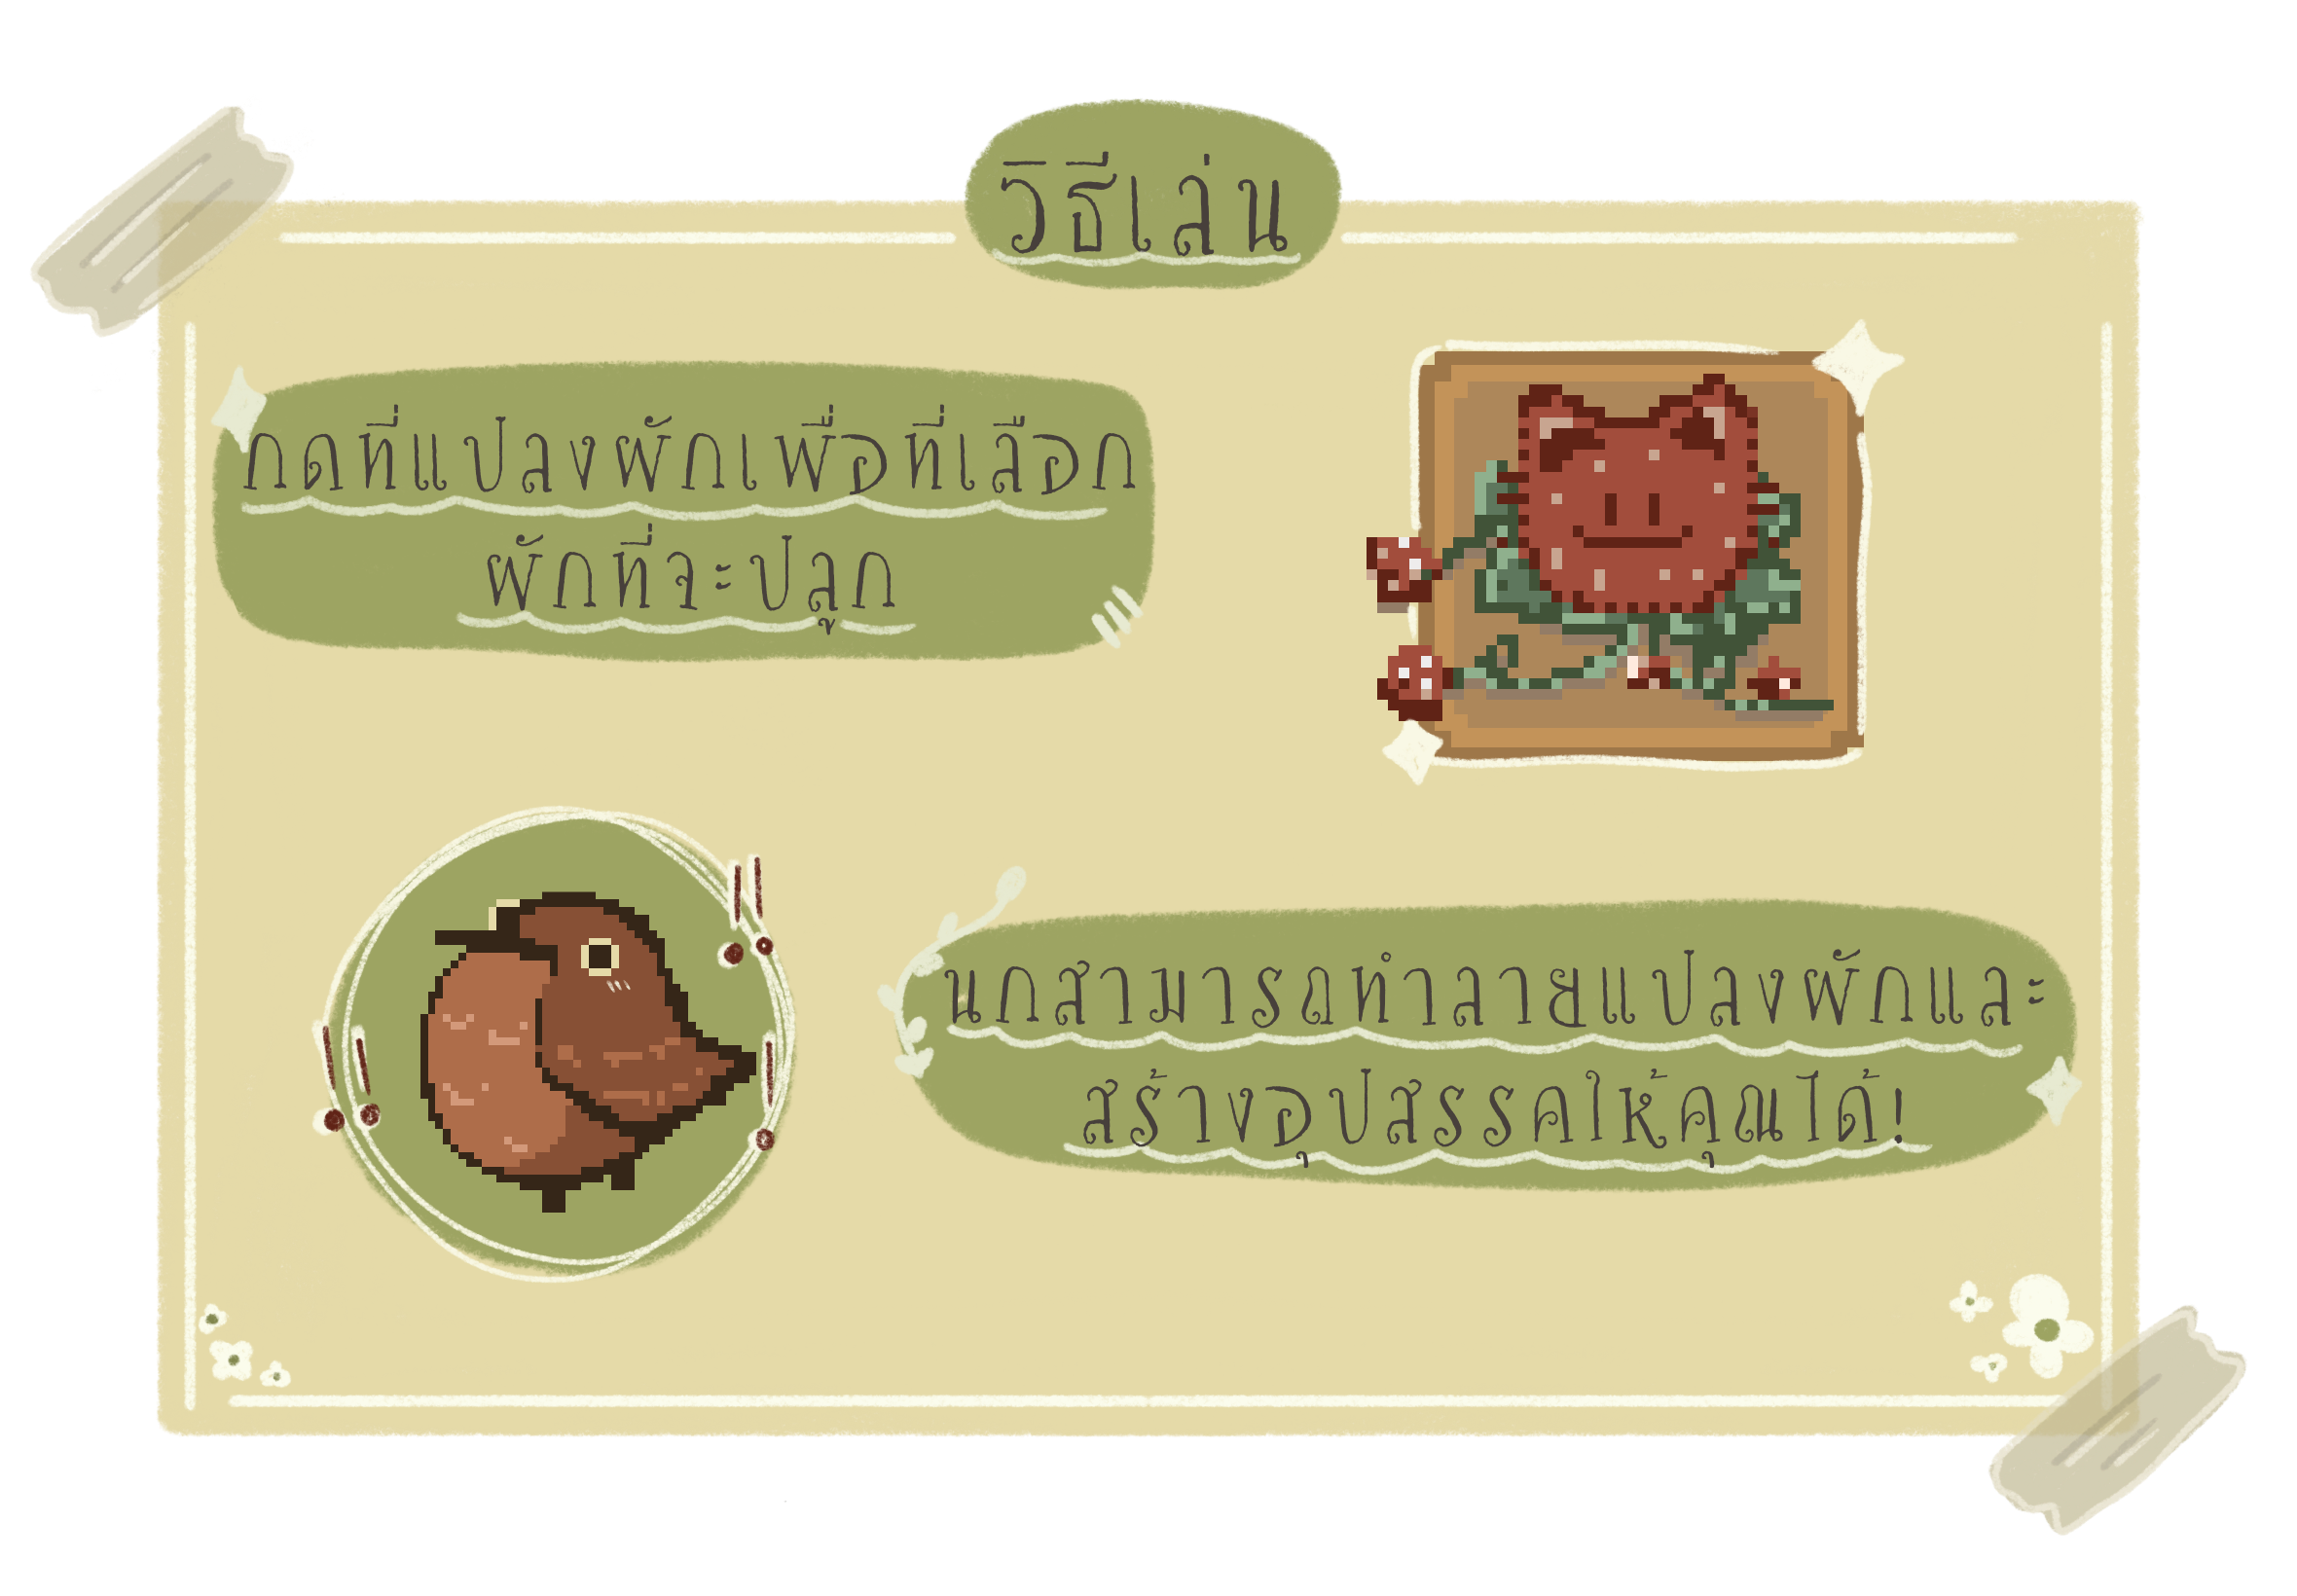 วิธีเล่น
กดที่แปลงผักเพื่อที่เลือก
ผักที่จะปลูก
นกสามารถทำลายแปลงผักและ
สร้างอุปสรรคให้คุณได้!